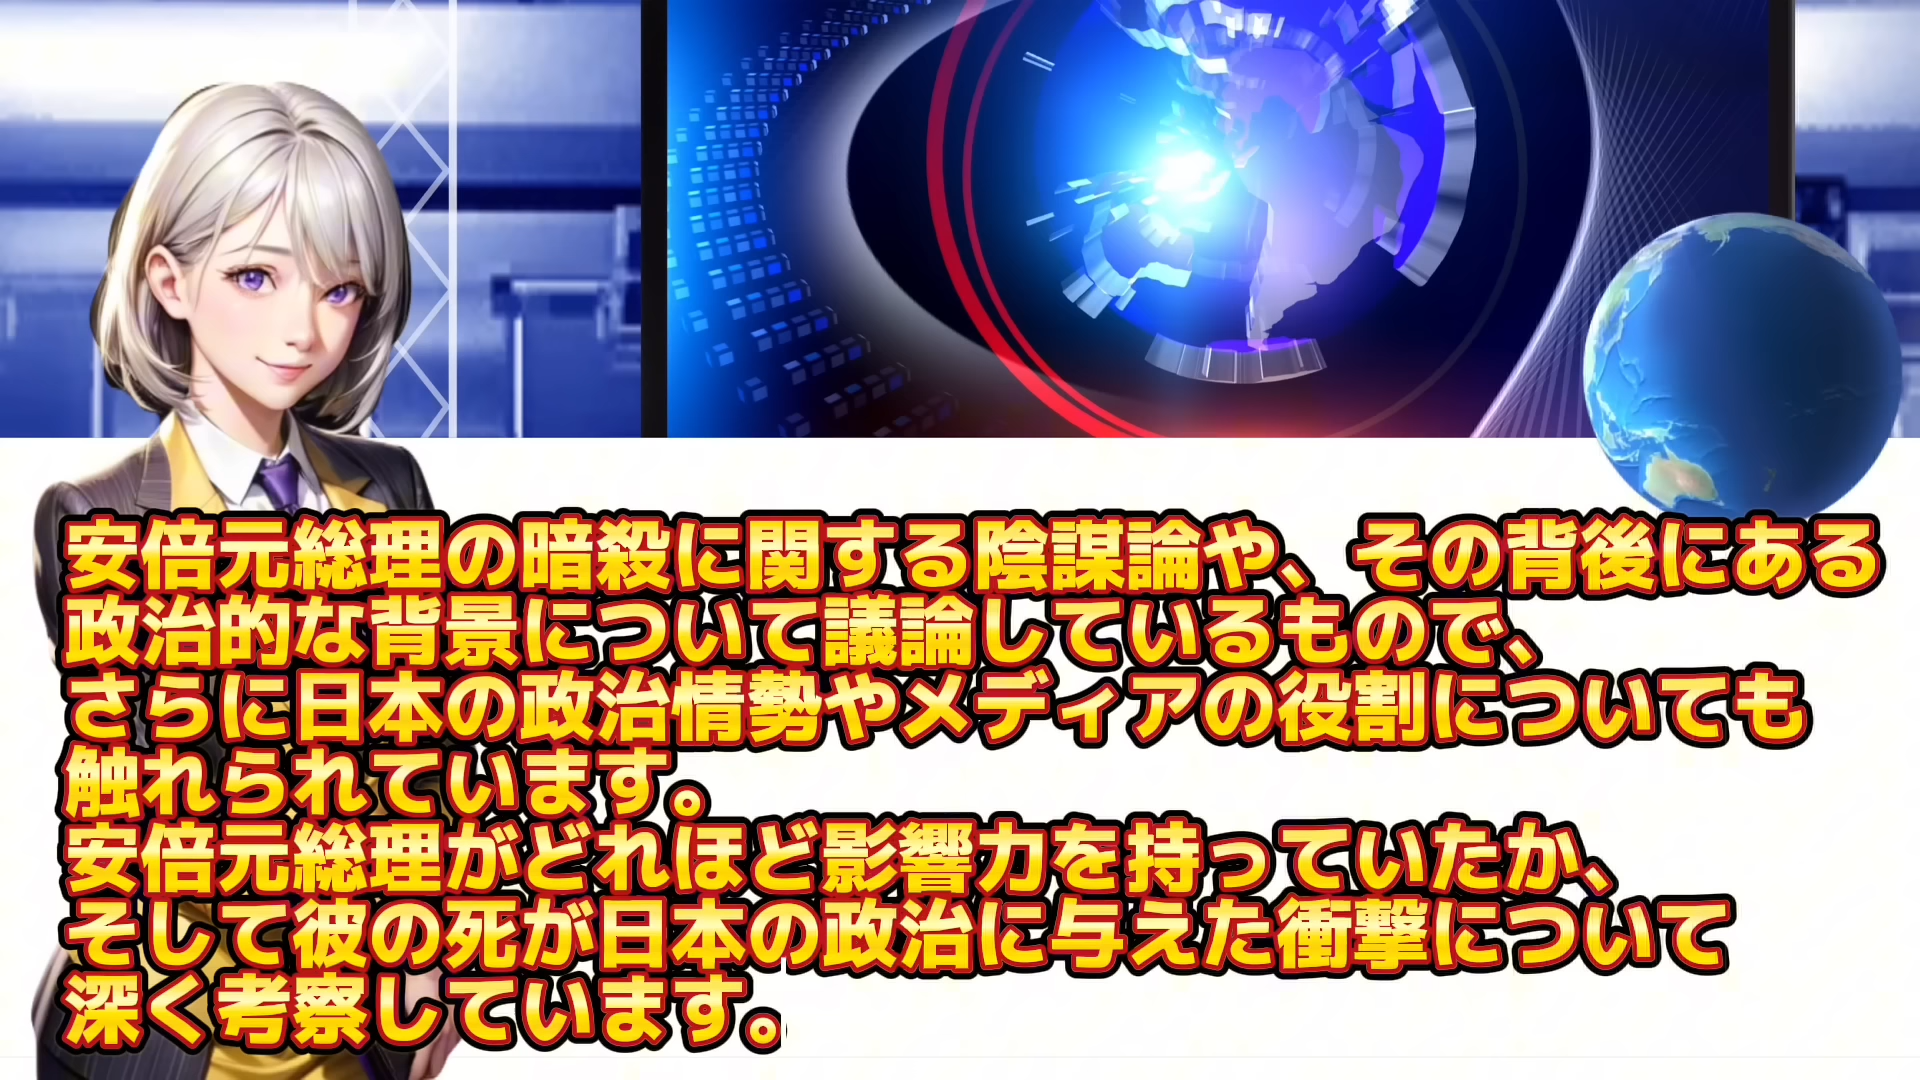 安倍元総理の暗殺に関する陰謀論や、その背後にある
政治的な背景について議論しているもので、
さらに日本の政治情勢やメディアの役割についても
触れられています。
安倍元総理がどれほど影響力を持っていたか、
そして彼の死が日本の政治に与えた衝撃について
深く考察しています。